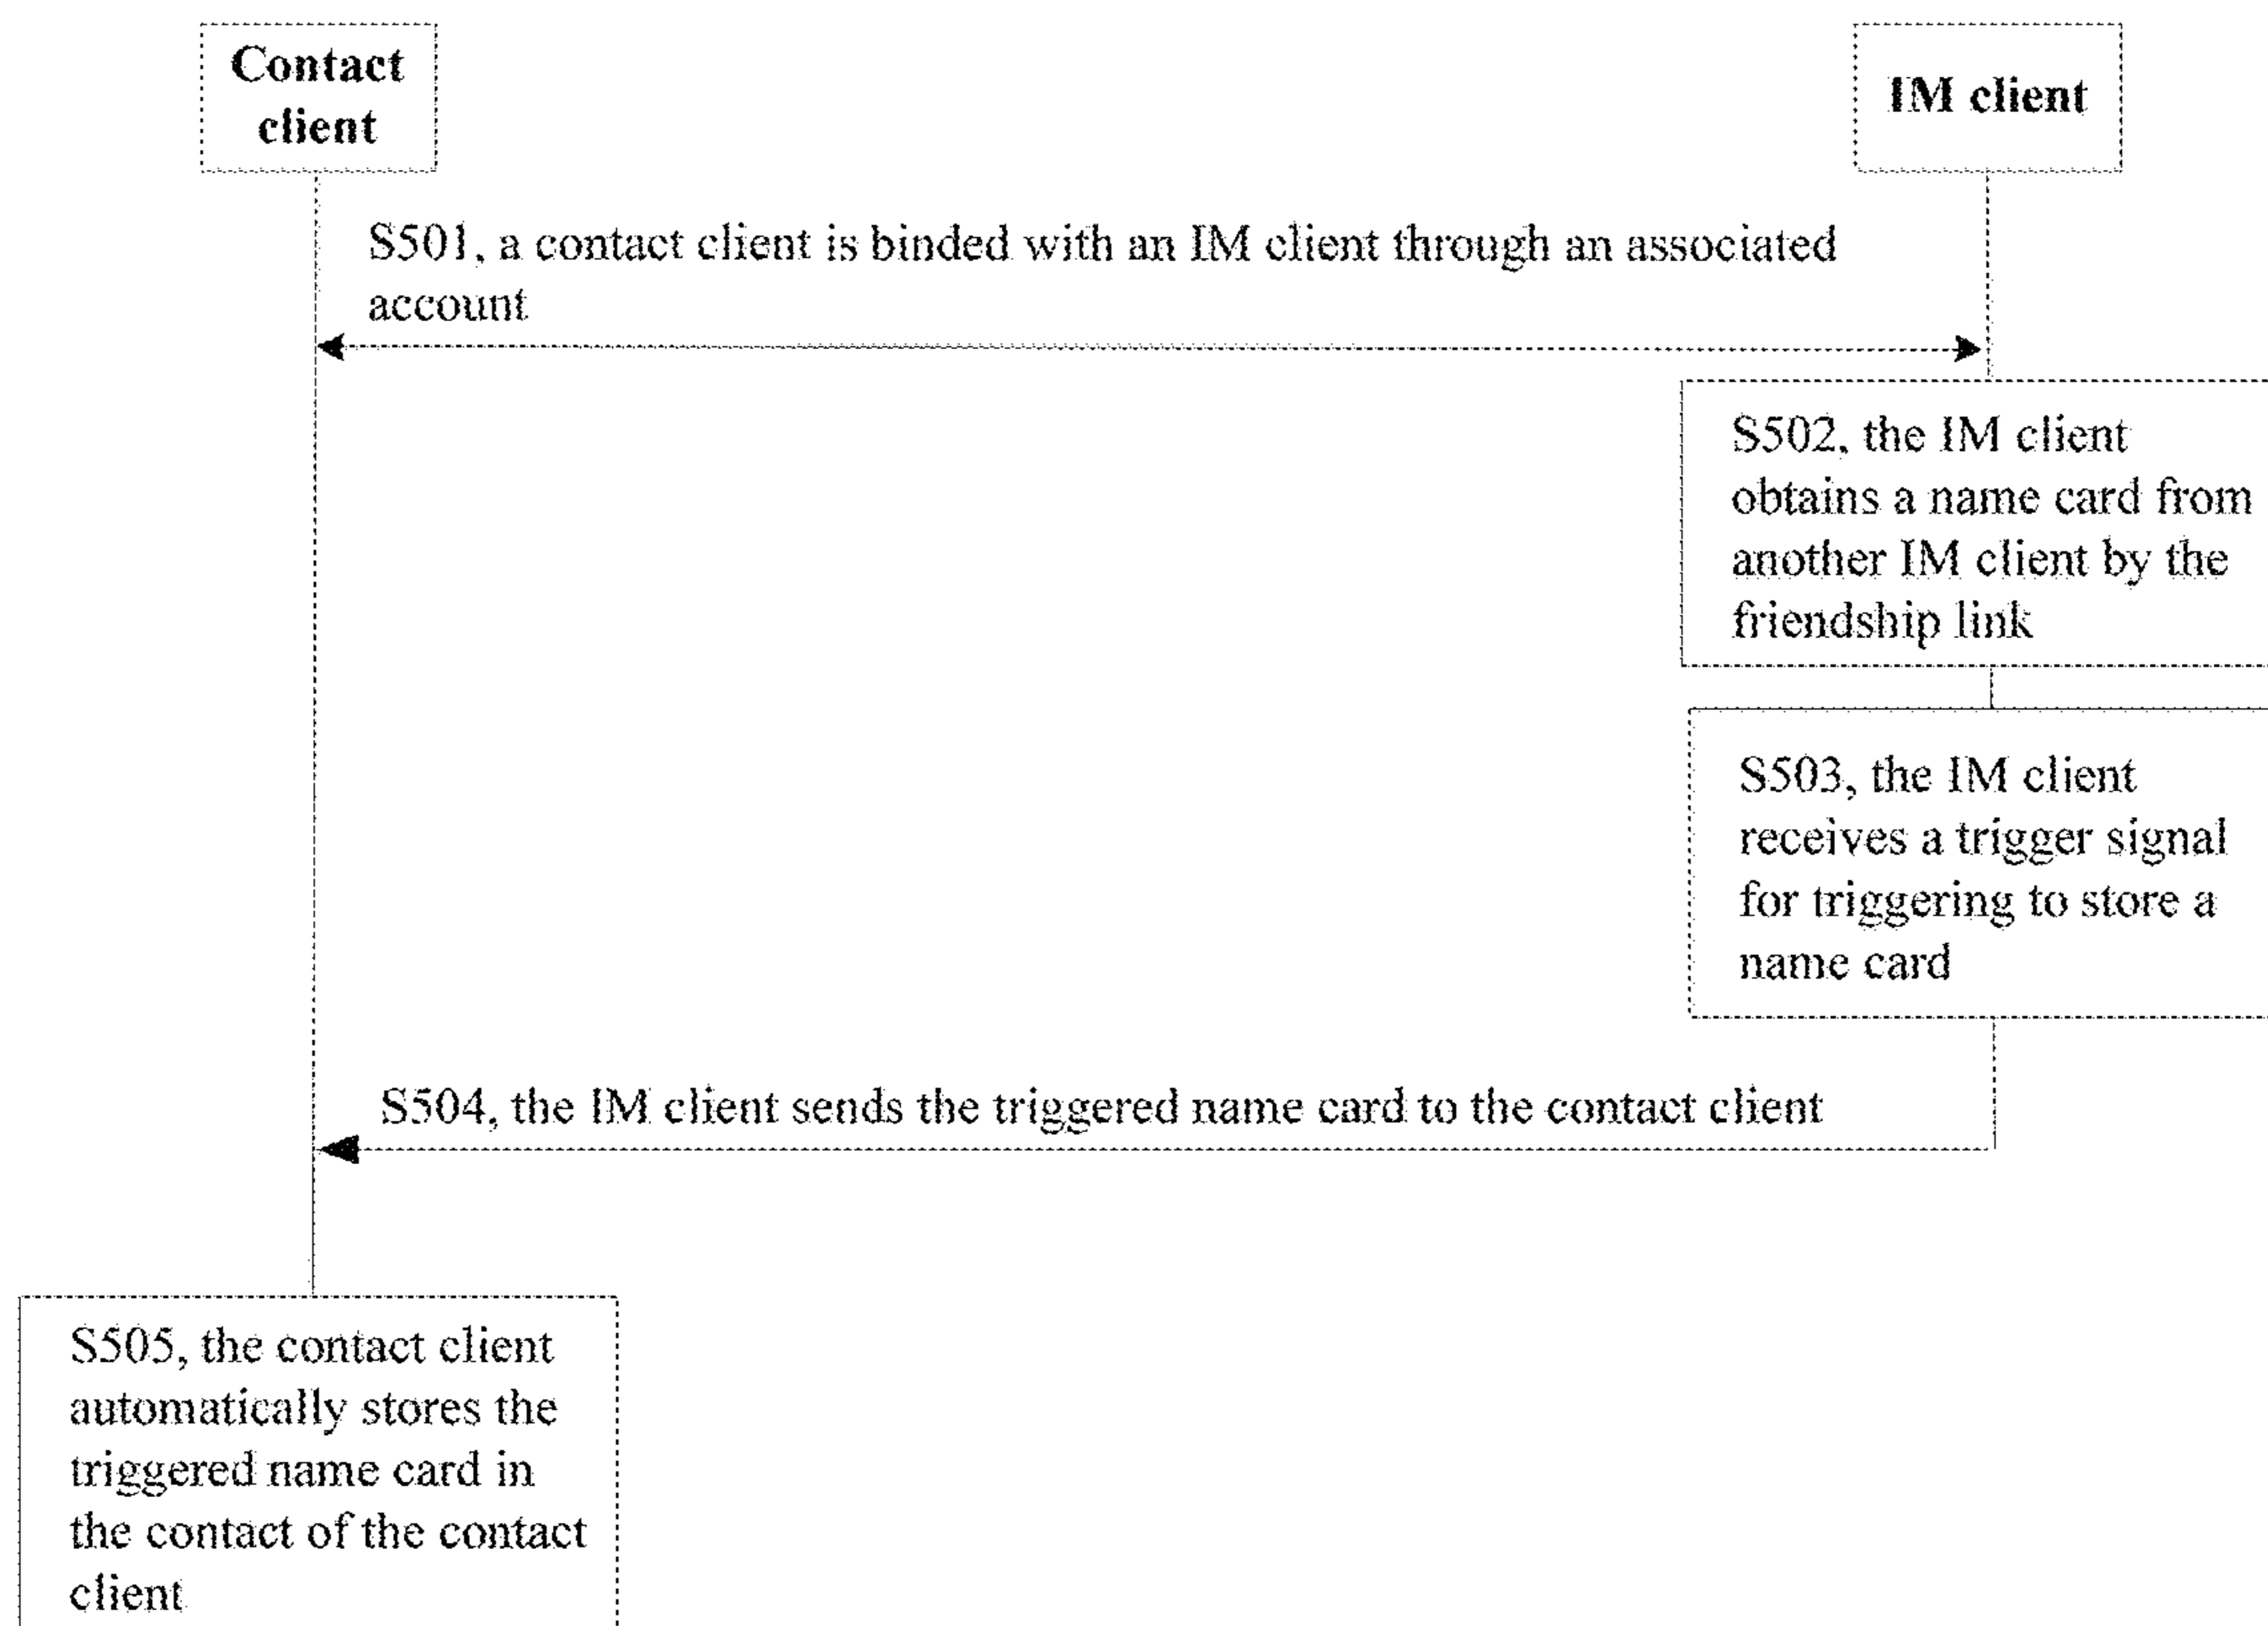 Contact
client
IM client
S501, a contact client is binded with an IM client through an associated
account
S502, the IM client
obtains a name card from
another IM client by the
friendship link
S503, the IM client
receives a trigger signal
for triggering to store a
name card
S504, the IM client sends the triggered name card to the contact client
S505, the contact client
automatically stores the
triggered name card in
the contact of the contact
client